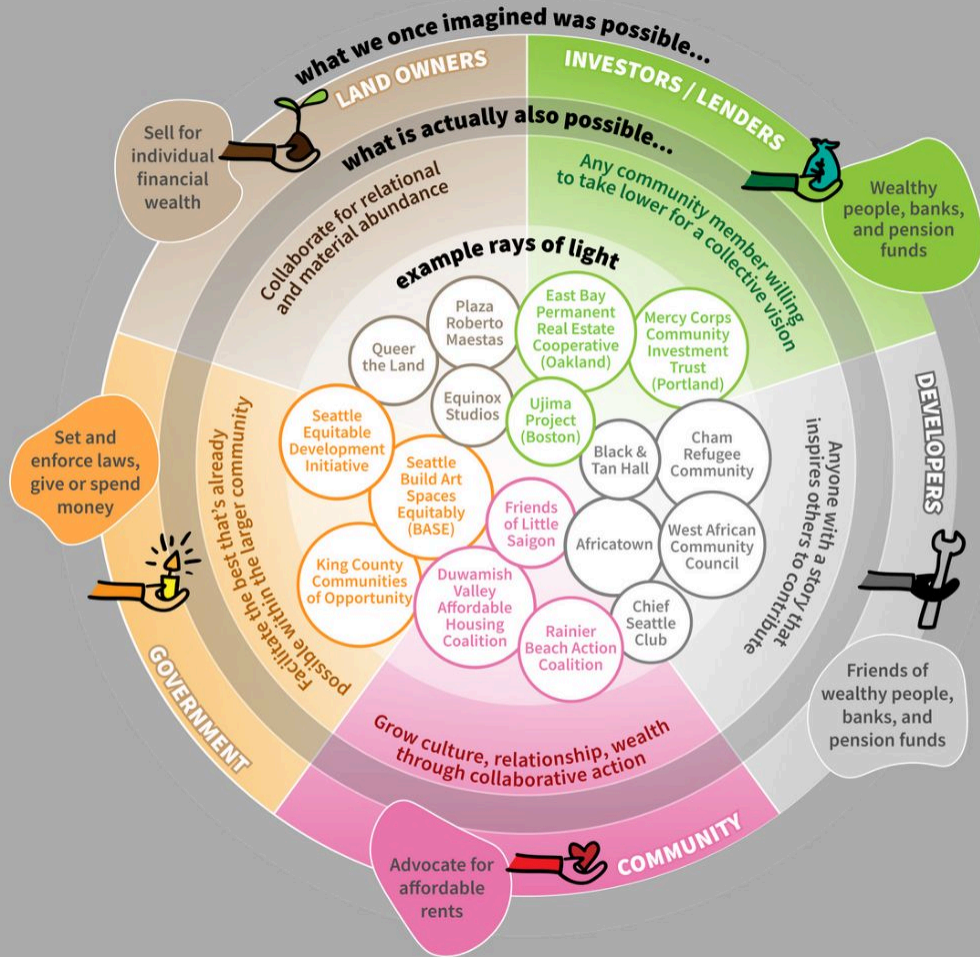 what we once imagined was possible...
LAND OWNERS
INVESTORS / LENDERS
what is actually also possible...
Sell for
individual
financial
wealth
Collaborate for relational
and material abundance
Any community member willing
to take lower for a collective vision
Wealthy
people, banks,
and pension
funds
example rays of light
Plaza
Roberto
Maestas
Queer
the Land
Equinox
Studios
East Bay
Permanent
Real Estate
Cooperative
(Oakland)
Mercy Corps
Community
Investment
Trust
(Portland)
Ujima
Project
(Boston)
DEVELOPERS
Anyone with a story that
inspires others to contribute
Black &
Tan Hall
Cham
Refugee
Community
Africatown
West African
Community
Council
Chief
Seattle
Club
Friends of
wealthy people,
banks, and
pension funds
Set and
enforce laws,
give or spend
money
GOVERNMENT
Facilitate the best that's already
possible within the larger community
Seattle
Equitable
Development
Initiative
Seattle
Build Art
Spaces
Equitably
(BASE)
King County
Communities
of Opportunity
Friends
of Little
Saigon
Duwamish
Valley
Affordable
Housing
Coalition
Rainier
Beach Action
Coalition
Grow culture, relationship, wealth
through collaborative action
COMMUNITY
Advocate for
affordable
rents